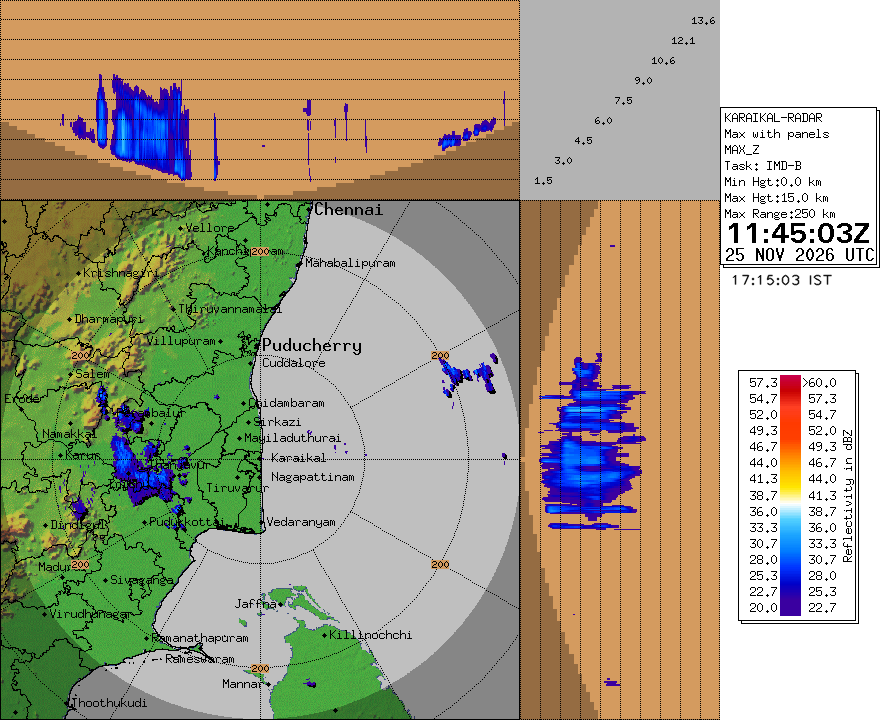 13.6
12.1
10.6
9.0
7.5
6.0
4.5
3.0
1.5
KARAIKAL-RADAR
Max with panels
MAX_Z
Task: IMD-B
Min Hgt:0.0 km
Max Hgt:15.0 km
Max Range:250 km
11:45:03Z
25 NOV 2026 UTC
17:15:03 IST
Chennai
Vellore
200
Mahabalipuram
Krishnagiri
Thiruvannamalai
Dharmapuri
Villupuram
Puducherry
200
200
Cuddalore
Salem
Erode
Chidambaram
Sirkazi
Namakkal
Mayiladuthurai
Karur
Karaikal
Nagapattinam
Tiruvarur
Dindigul
Pudukkottai
Vedaranyam
200
200
Madurai
Sivaganga
Jaffna
Virudhunagar
Ramanathapuram
Killinochchi
Rameswaram
200
Mannar
Thoothukudi
57.3 >60.0
54.7 57.3
52.0 54.7
49.3 52.0
46.7 49.3
44.0 46.7
41.3 44.0
38.7 41.3
36.0 38.7
33.3 36.0
30.7 33.3
28.0 30.7
25.3 28.0
22.7 25.3
20.0 22.7
Reflectivity in dBZ